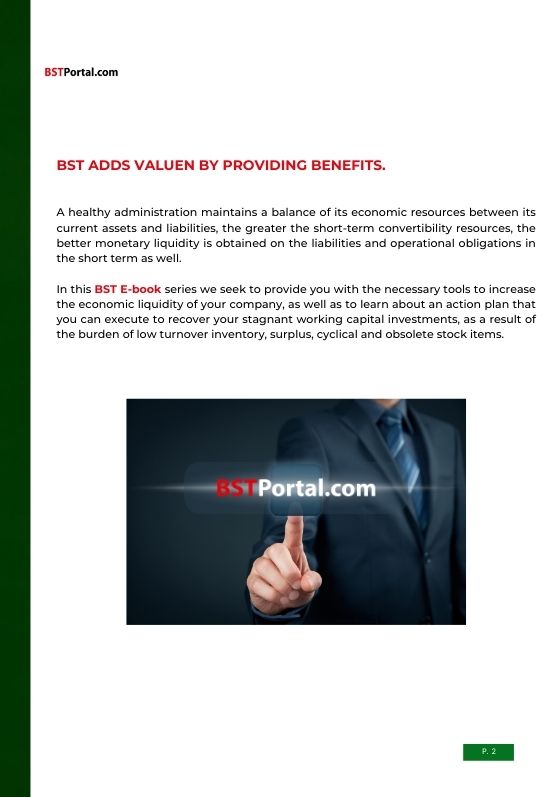 BSTPortal.com
BST ADDS VALUEN BY PROVIDING BENEFITS.
A healthy administration maintains a balance of its economic resources between its
current assets and liabilities, the greater the short-term convertibility resources, the
better monetary liquidity is obtained on the liabilities and operational obligations in
the short term as well.
In this BST E-book series we seek to provide you with the necessary tools to increase
the economic liquidity of your company, as well as to learn about an action plan that
you can execute to recover your stagnant working capital investments, as a result of
the burden of low turnover inventory, surplus, cyclical and obsolete stock items.
BSTPortal.com
P. 2